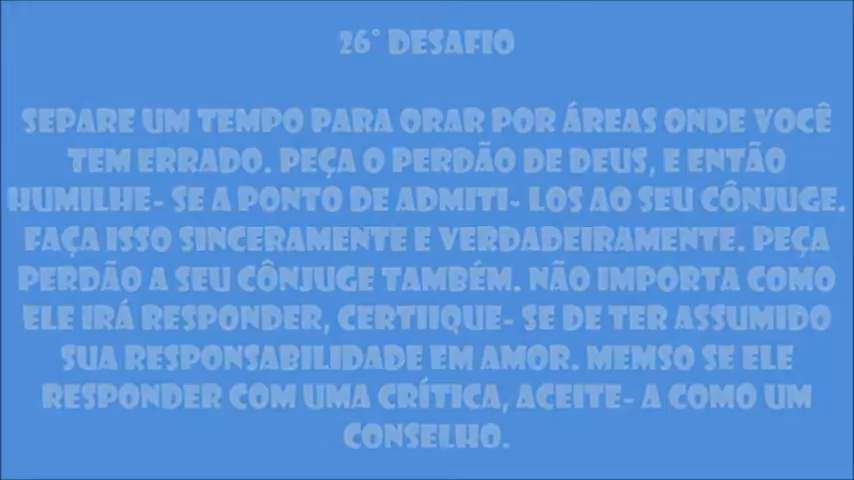 26° DESAFIO
SEPARE UM TEMPO PARA ORAR POR ÁREAS ONDE VOCÊ
TEM ERRADO. PEÇA O PERDÃO DE DEUS, E ENTÃO
HUMILHE- SE A PONTO DE ADMITI- LOS AO SEU CÔNJUGE.
FAÇA ISSO SINCERAMENTE E VERDADEIRAMENTE. PEÇA
PERDÃO A SEU CÔNJUGE TAMBÉM. NÃO IMPORTA COMO
ELE IRÁ RESPONDER, CERTIIQUE- SE DE TER ASSUMIDO
SUA RESPONSABILIDADE EM AMOR. MEMSO SE ELE
RESPONDER COM UMA CRÍTICA, ACEITE- A COMO UM
CONSELHO.